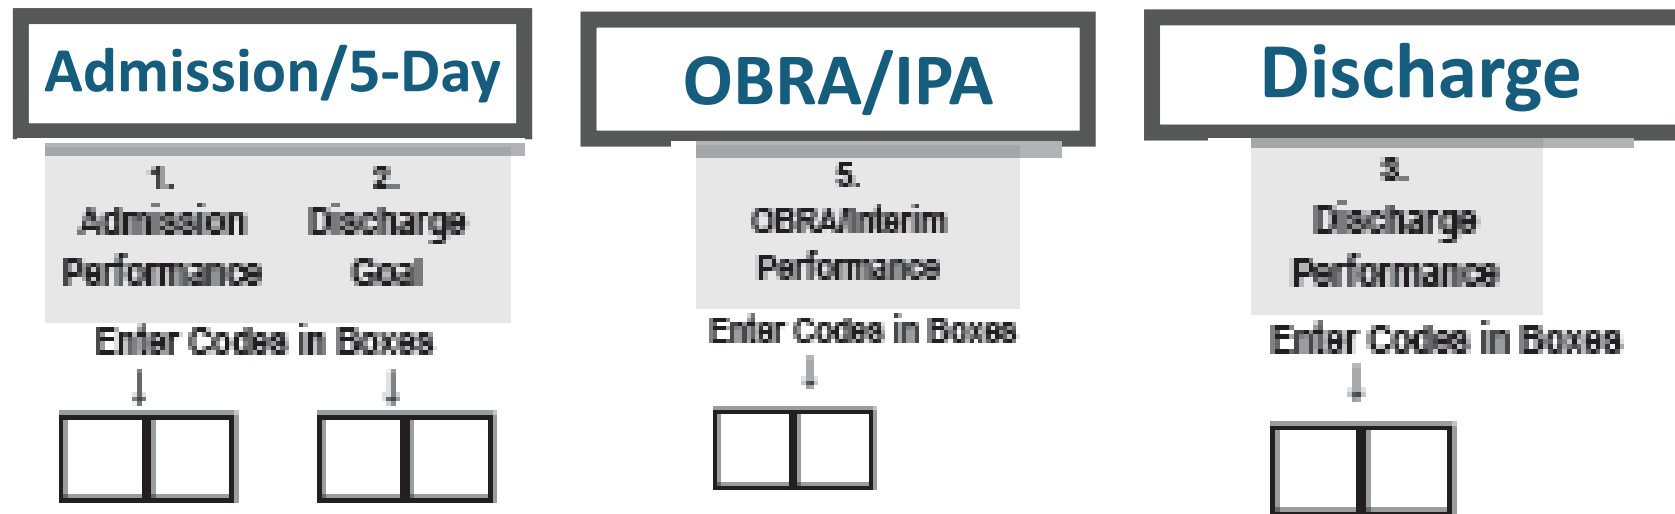 Admission/5-Day
1.
Admission
Performance
2.
Discharge
Goal
Enter Codes in Boxes
OBRA/IPA
5.
OBRA/Interim
Performance
Enter Codes in Boxes
Discharge
3.
Discharge
Performance
Enter Codes in Boxes